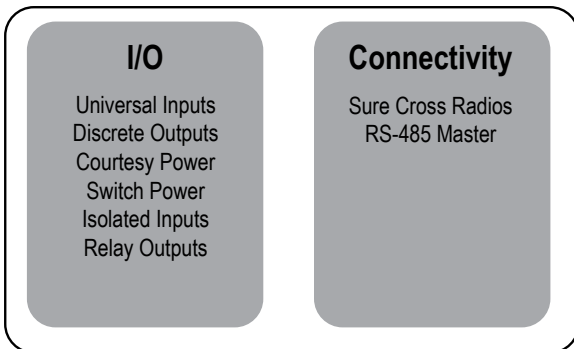 I/O
Universal Inputs
Discrete Outputs
Courtesy Power
Switch Power
Isolated Inputs
Relay Outputs
Connectivity
Sure Cross Radios
RS-485 Master